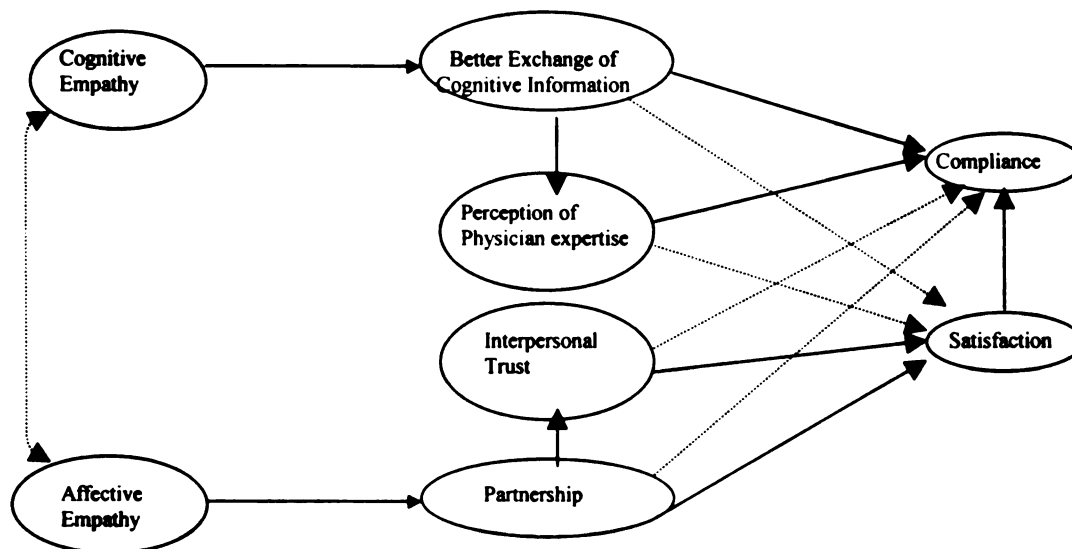 Cognitive
Empathy
Better Exchange of
Cognitive Information
Compliance
Perception of
Physician expertise
Interpersonal
Trust
Satisfaction
Affective
Empathy
Partnership